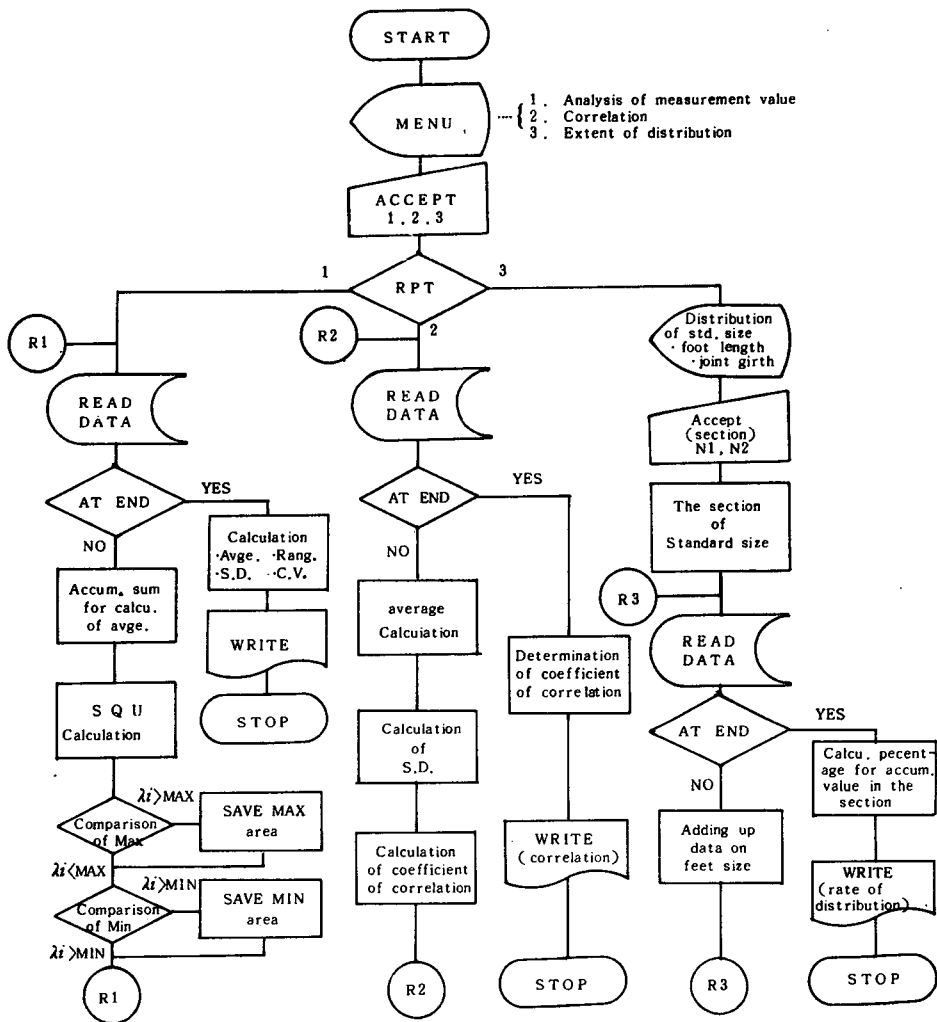 START
MENU
1. Analysis of measurement value
2. Correlation
3. Extent of distribution
ACCEPT
1, 2, 3
RPT
1
2
3
R1
READ
DATA
AT END
YES
NO
Calculation
·Avge. ·Rang.
·S.D. ·C.V.
WRITE
STOP
Accum. sum
for calcu.
of avge.
SQU
Calculation
λi>MAX
Comparison
of Max
SAVE MAX
area
λi<MAX
λi>MIN
Comparison
of Min
SAVE MIN
area
λi>MIN
R1
R2
READ
DATA
AT END
YES
NO
average
Calcuiation
Calculation
of
S.D.
Calculation
of coefficient
of correlation
R2
Determination
of coefficient
of correlation
WRITE
(correlation)
STOP
Distribution
of std. size
· foot length
· joint girth
Accept
(section)
N1, N2
The section
of
Standard size
R3
READ
DATA
AT END
YES
NO
Adding up
data on
feet size
R3
Calcu. pecent-
age for accum.
value in the
section
WRITE
(rate of
distribution)
STOP